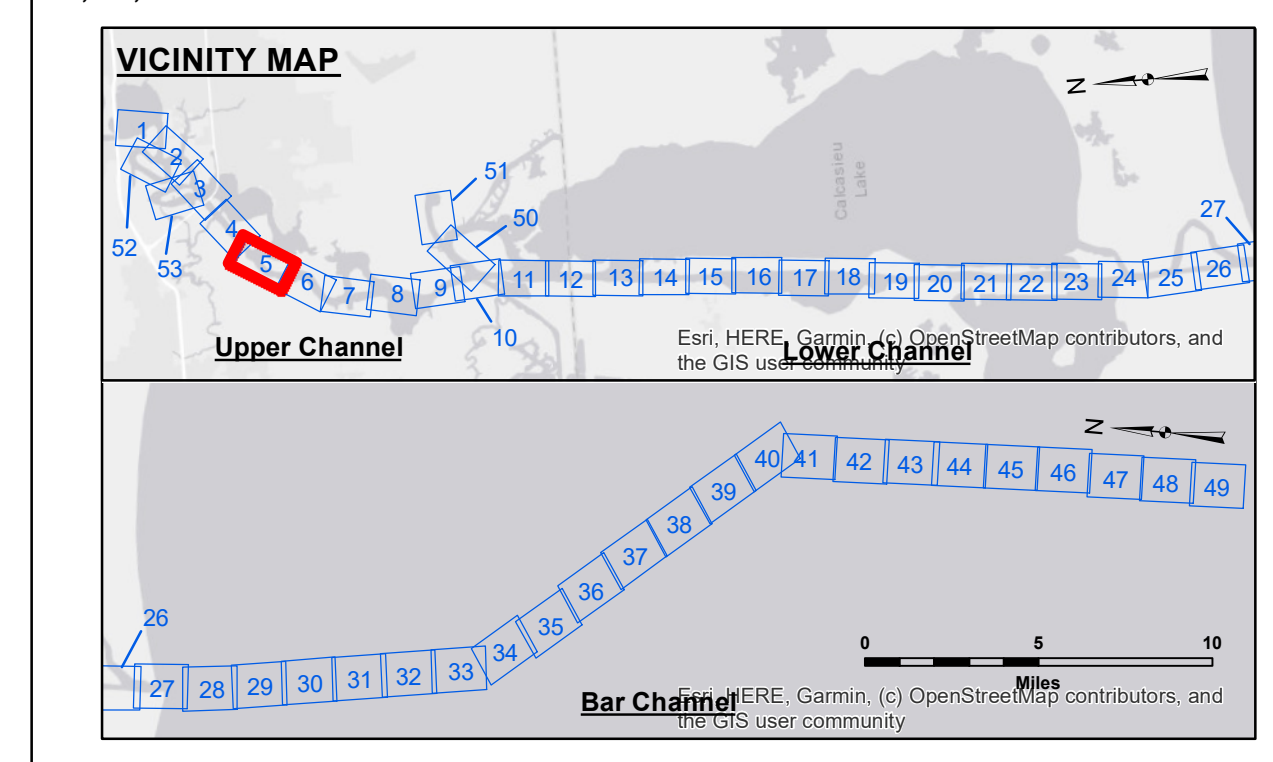 VICINITY MAP
N
1
2
3
4
5
6
7
8
9
52
53
51
50
10
11 12 13 14 15 16 17 18 19 20 21 22 23 24 25 26
27
Calcasieu
Lake
Upper Channel
Lower Channel
Esri, HERE, Garmin, (c) OpenStreetMap contributors, and
the GIS user community
N
26
27 28 29 30 31 32 33 34 35 36 37 38 39 40 41 42 43 44 45 46 47 48 49
0 5 10
Miles
Bar Channel
Esri, HERE, Garmin, (c) OpenStreetMap contributors, and
the GIS user community